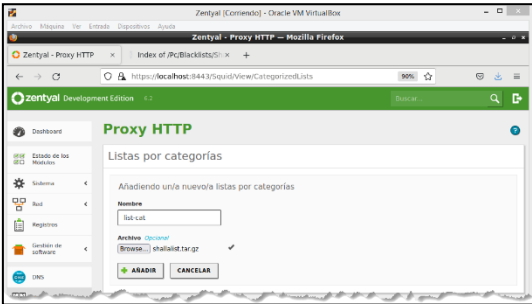 Zentyal [Corriendo] - Oracle VM VirtualBox
Archivo Máquina Ver Entrada Dispositivos Ayuda
Zentyal - Proxy HTTP — Mozilla Firefox
Zentyal - Proxy HTTP × Index of /Pc/Blacklists/Sh × +
https://localhost:8443/Squid/View/CategorizedLists 90%
zentyal Development Edition 6.2
Buscar...
Dashboard
Estado de los
Módulos
Sistema
Red
Registros
Gestión de
software
DNS
Proxy HTTP
Listas por categorías
Añadiendo un/a nuevo/a listas por categorías
Nombre
list-cat
Archivo Opcional
Browse... shallalist.tar.gz
+ AÑADIR CANCELAR